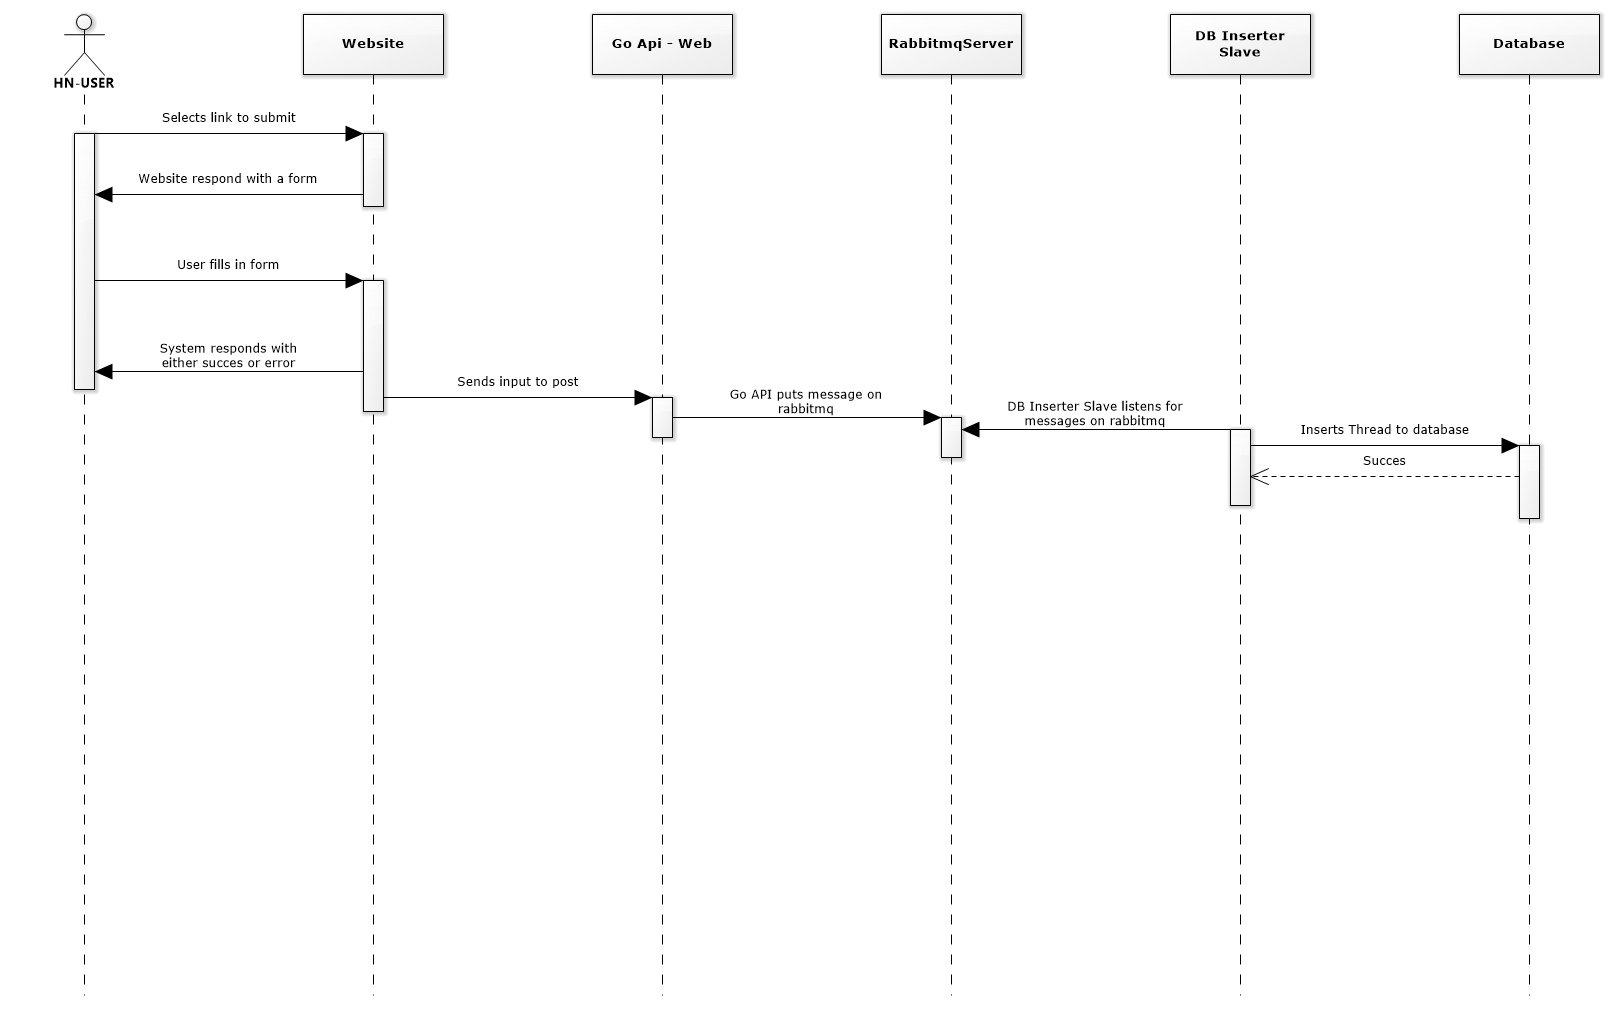 HN-USER
Website
Go Api - Web
RabbitmqServer
DB Inserter
Slave
Database
Selects link to submit
Website respond with a form
User fills in form
System responds with
either succes or error
Sends input to post
Go API puts message on
rabbitmq
DB Inserter Slave listens for
messages on rabbitmq
Inserts Thread to database
Succes